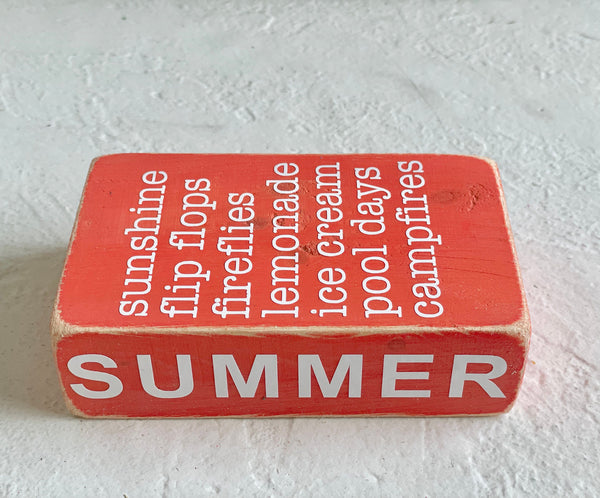 sunshine
flip flops
fireflies
lemonade
ice cream
pool days
campfires
SUMMER